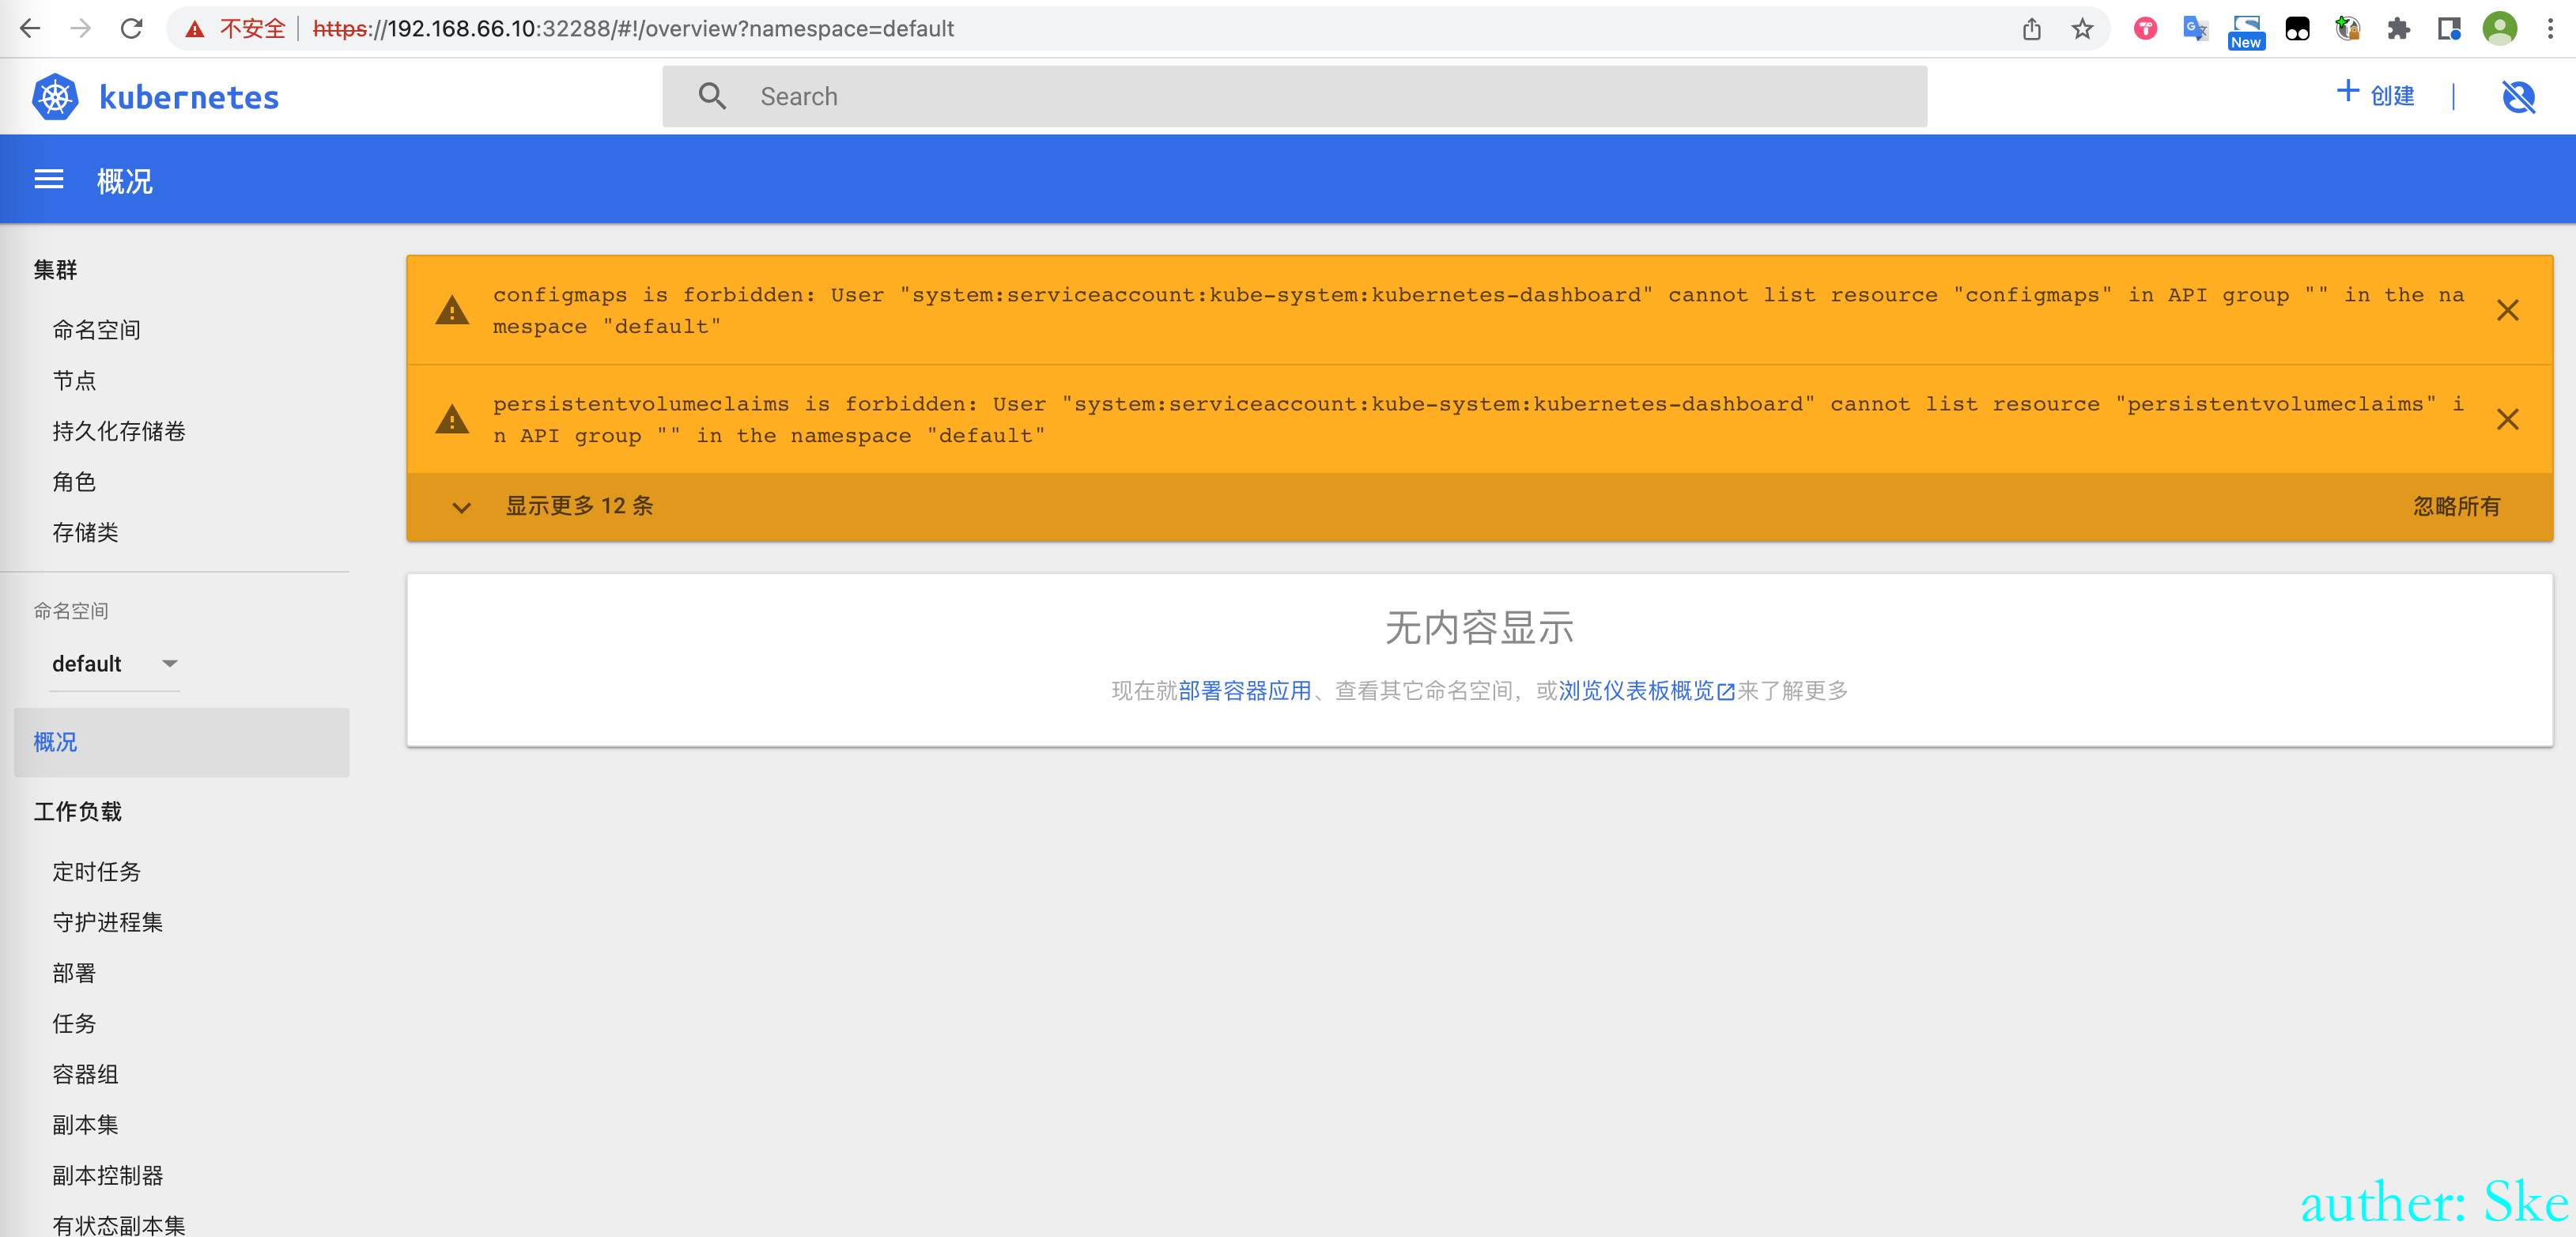 不安全 https://192.168.66.10:32288/#!/overview?namespace=default
New
kubernetes
Search
创建
概况
集群
命名空间
节点
持久化存储卷
角色
存储类
命名空间
default
概况
工作负载
定时任务
守护进程集
部署
任务
容器组
副本集
副本控制器
有状态副本集
configmaps is forbidden: User "system:serviceaccount:kube-system:kubernetes-dashboard" cannot list resource "configmaps" in API group "" in the na
mespace "default"
persistentvolumeclaims is forbidden: User "system:serviceaccount:kube-system:kubernetes-dashboard" cannot list resource "persistentvolumeclaims" i
n API group "" in the namespace "default"
显示更多 12 条 忽略所有
无内容显示
现在就部署容器应用、查看其它命名空间，或浏览仪表板概览来了解更多
auther: Ske